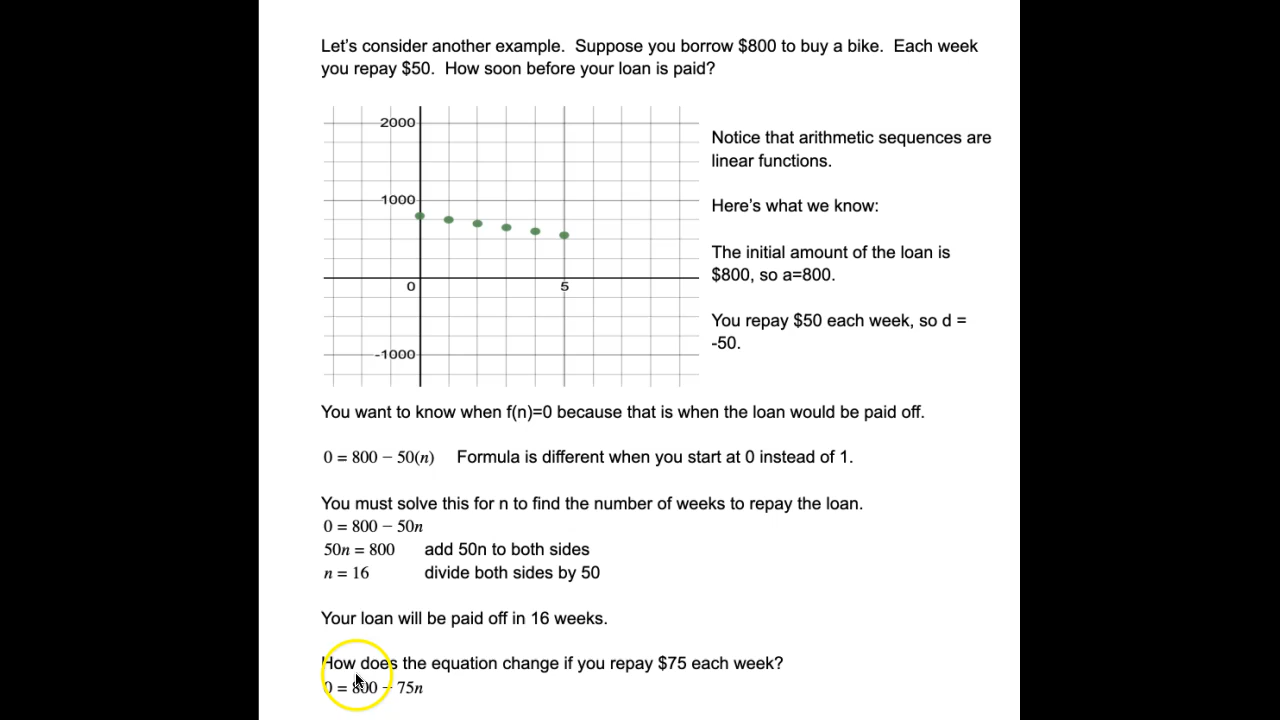 Let's consider another example.  Suppose you borrow $800 to buy a bike.  Each week
you repay $50.  How soon before your loan is paid?
2000
1000
0
5
-1000
Notice that arithmetic sequences are
linear functions.
Here's what we know:
The initial amount of the loan is
$800, so a=800.
You repay $50 each week, so d =
-50.
You want to know when f(n)=0 because that is when the loan would be paid off.
0 = 800 − 50(n)    Formula is different when you start at 0 instead of 1.
You must solve this for n to find the number of weeks to repay the loan.
0 = 800 − 50n
50n = 800    add 50n to both sides
n = 16    divide both sides by 50
Your loan will be paid off in 16 weeks.
How does the equation change if you repay $75 each week?
0 = 800 − 75n